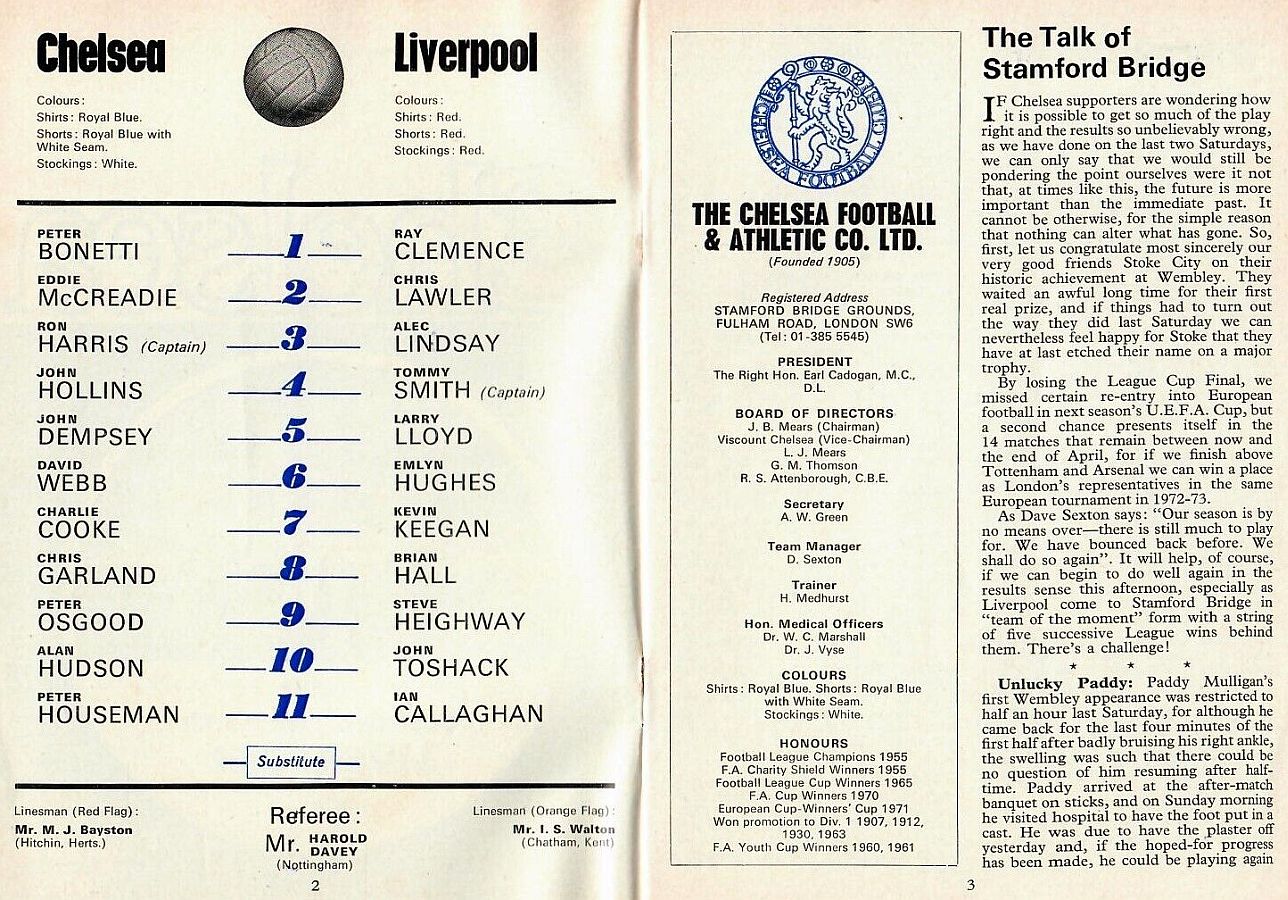 Chelsea
Colours:
Shirts: Royal Blue.
Shorts: Royal Blue with
White Seam.
Stockings: White.
Liverpool
Colours:
Shirts: Red.
Shorts: Red.
Stockings: Red.
PETER
BONETTI
1
RAY
CLEMENCE
EDDIE
McCREADIE
2
CHRIS
LAWLER
RON
HARRIS (Captain)
3
ALEC
LINDSAY
JOHN
HOLLINS
4
TOMMY
SMITH (Captain)
JOHN
DEMPSEY
5
LARRY
LLOYD
DAVID
WEBB
6
EMLYN
HUGHES
CHARLIE
COOKE
7
KEVIN
KEEGAN
CHRIS
GARLAND
8
BRIAN
HALL
PETER
OSGOOD
9
STEVE
HEIGHWAY
ALAN
HUDSON
10
JOHN
TOSHACK
PETER
HOUSEMAN
11
IAN
CALLAGHAN
Substitute
Linesman (Red Flag):
Mr. M. J. Bayston
(Hitchin, Herts.)
Referee:
Mr. HAROLD
DAVEY
(Nottingham)
Linesman (Orange Flag):
Mr. I. S. Walton
(Chatham, Kent)
2
CHELSEA FOOTBALL CLUB
THE CHELSEA FOOTBALL
& ATHLETIC CO. LTD.
(Founded 1905)
Registered Address
STAMFORD BRIDGE GROUNDS,
FULHAM ROAD, LONDON SW6
(Tel: 01-385 5545)
PRESIDENT
The Right Hon. Earl Cadogan, M.C.,
D.L.
BOARD OF DIRECTORS
J. B. Mears (Chairman)
Viscount Chelsea (Vice-Chairman)
L. J. Mears
G. M. Thomson
R. S. Attenborough, C.B.E.
Secretary
A. W. Green
Team Manager
D. Sexton
Trainer
H. Medhurst
Hon. Medical Officers
Dr. W. C. Marshall
Dr. J. Vyse
COLOURS
Shirts: Royal Blue. Shorts: Royal Blue
with White Seam.
Stockings: White.
HONOURS
Football League Champions 1955
F.A. Charity Shield Winners 1955
Football League Cup Winners 1965
F.A. Cup Winners 1970
European Cup-Winners' Cup 1971
Won promotion to Div. 1 1907, 1912,
1930, 1963
F.A. Youth Cup Winners 1960, 1961
The Talk of
Stamford Bridge
IF Chelsea supporters are wondering how
it is possible to get so much of the play
right and the results so unbelievably wrong,
as we have done on the last two Saturdays,
we can only say that we would still be
pondering the point ourselves were it not
that, at times like this, the future is more
important than the immediate past. It
cannot be otherwise, for the simple reason
that nothing can alter what has gone. So,
first, let us congratulate most sincerely our
very good friends Stoke City on their
historic achievement at Wembley. They
waited an awful long time for their first
real prize, and if things had to turn out
the way they did last Saturday we can
nevertheless feel happy for Stoke that they
have at last etched their name on a major
trophy.
By losing the League Cup Final, we
missed certain re-entry into European
football in next season's U.E.F.A. Cup, but
a second chance presents itself in the
14 matches that remain between now and
the end of April, for if we finish above
Tottenham and Arsenal we can win a place
as London's representatives in the same
European tournament in 1972-73.
As Dave Sexton says: "Our season is by
no means over—there is still much to play
for. We have bounced back before. We
shall do so again". It will help, of course,
if we can begin to do well again in the
results sense this afternoon, especially as
Liverpool come to Stamford Bridge in
"team of the moment" form with a string
of five successive League wins behind
them. There's a challenge!
* * *
Unlucky Paddy: Paddy Mulligan's
first Wembley appearance was restricted to
half an hour last Saturday, for although he
came back for the last four minutes of the
first half after badly bruising his right ankle,
the swelling was such that there could be
no question of him resuming after half-
time. Paddy arrived at the after-match
banquet on sticks, and on Sunday morning
he visited hospital to have the foot put in a
cast. He was due to have the plaster off
yesterday and, if the hoped-for progress
has been made, he could be playing again
3